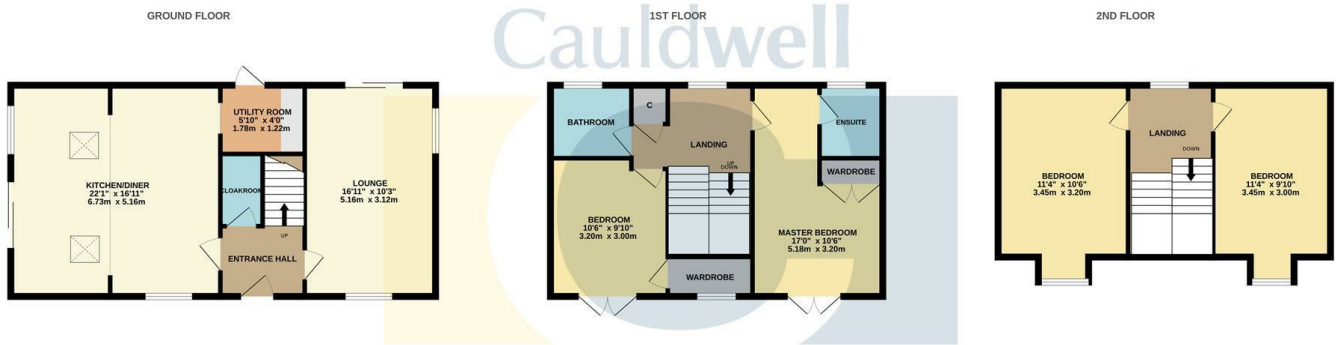 GROUND FLOOR
1ST FLOOR
2ND FLOOR
Cauldwell
UTILITY ROOM
5'10" x 4'0"
1.78m x 1.22m
KITCHEN/DINER
22'1" x 16'11"
6.73m x 5.16m
CLOAKROOM
LOUNGE
16'11" x 10'3"
5.16m x 3.12m
UP
ENTRANCE HALL
BATHROOM
C
LANDING
ENSUITE
UP
DOWN
WARDROBE
BEDROOM
10'6" x 9'10"
3.20m x 3.00m
MASTER BEDROOM
17'0" x 10'6"
5.18m x 3.20m
WARDROBE
LANDING
DOWN
BEDROOM
11'4" x 10'6"
3.45m x 3.20m
BEDROOM
11'4" x 9'10"
3.45m x 3.00m